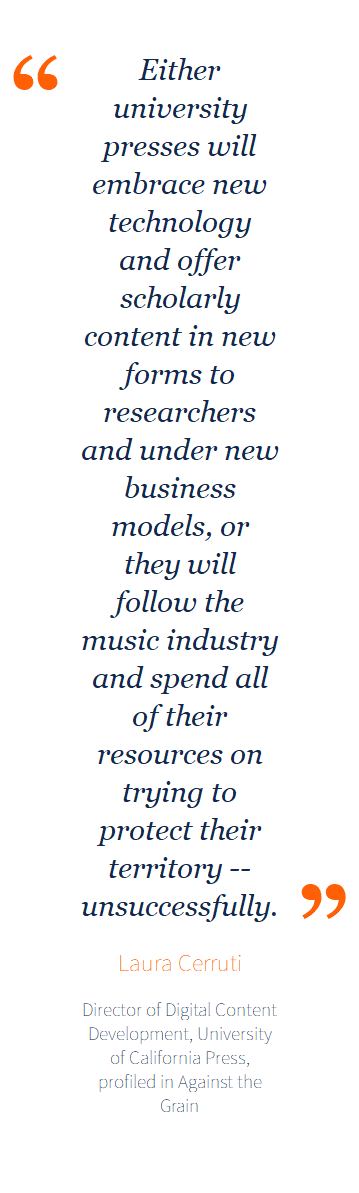 “
Either
university
presses will
embrace new
technology
and offer
scholarly
content in new
forms to
researchers
and under new
business
models, or
they will
follow the
music industry
and spend all
of their
resources on
trying to
protect their
territory --
unsuccessfully.
”
Laura Cerruti
Director of Digital Content
Development, University
of California Press,
profiled in Against the
Grain